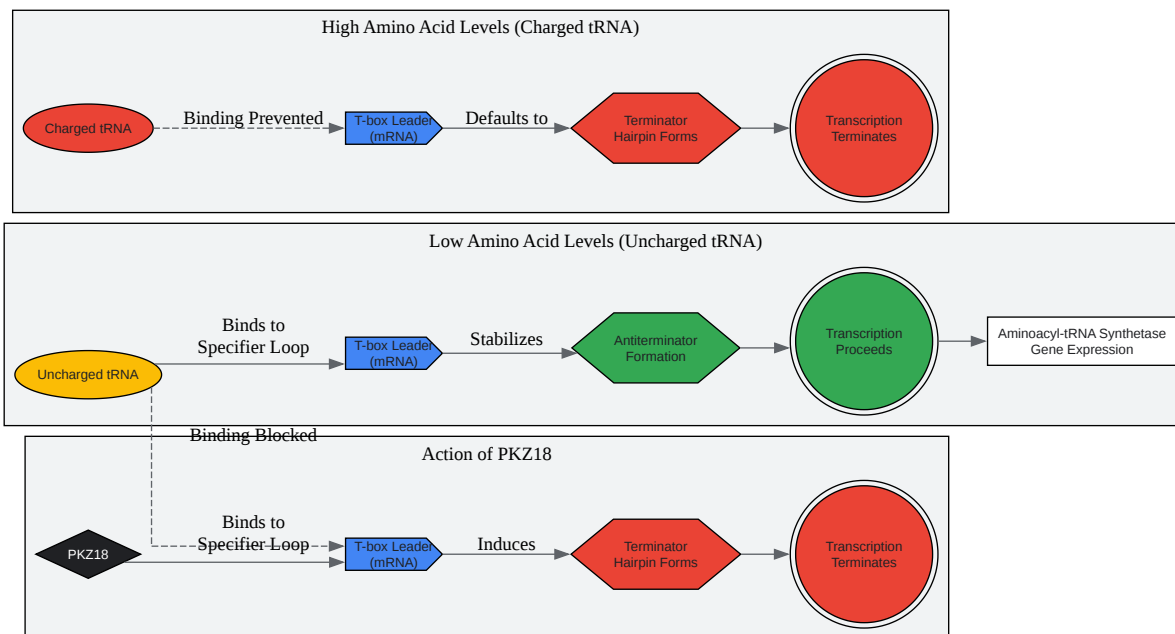 High Amino Acid Levels (Charged tRNA)
Charged tRNA
Binding Prevented
T-box Leader
(mRNA)
Defaults to
Terminator
Hairpin Forms
Transcription
Terminates
Low Amino Acid Levels (Uncharged tRNA)
Uncharged tRNA
Binds to
Specifier Loop
T-box Leader
(mRNA)
Stabilizes
Antiterminator
Formation
Transcription
Proceeds
Aminoacyl-tRNA Synthetase
Gene Expression
Binding Blocked
Action of PKZ18
PKZ18
Binds to
Specifier Loop
T-box Leader
(mRNA)
Induces
Terminator
Hairpin Forms
Transcription
Terminates